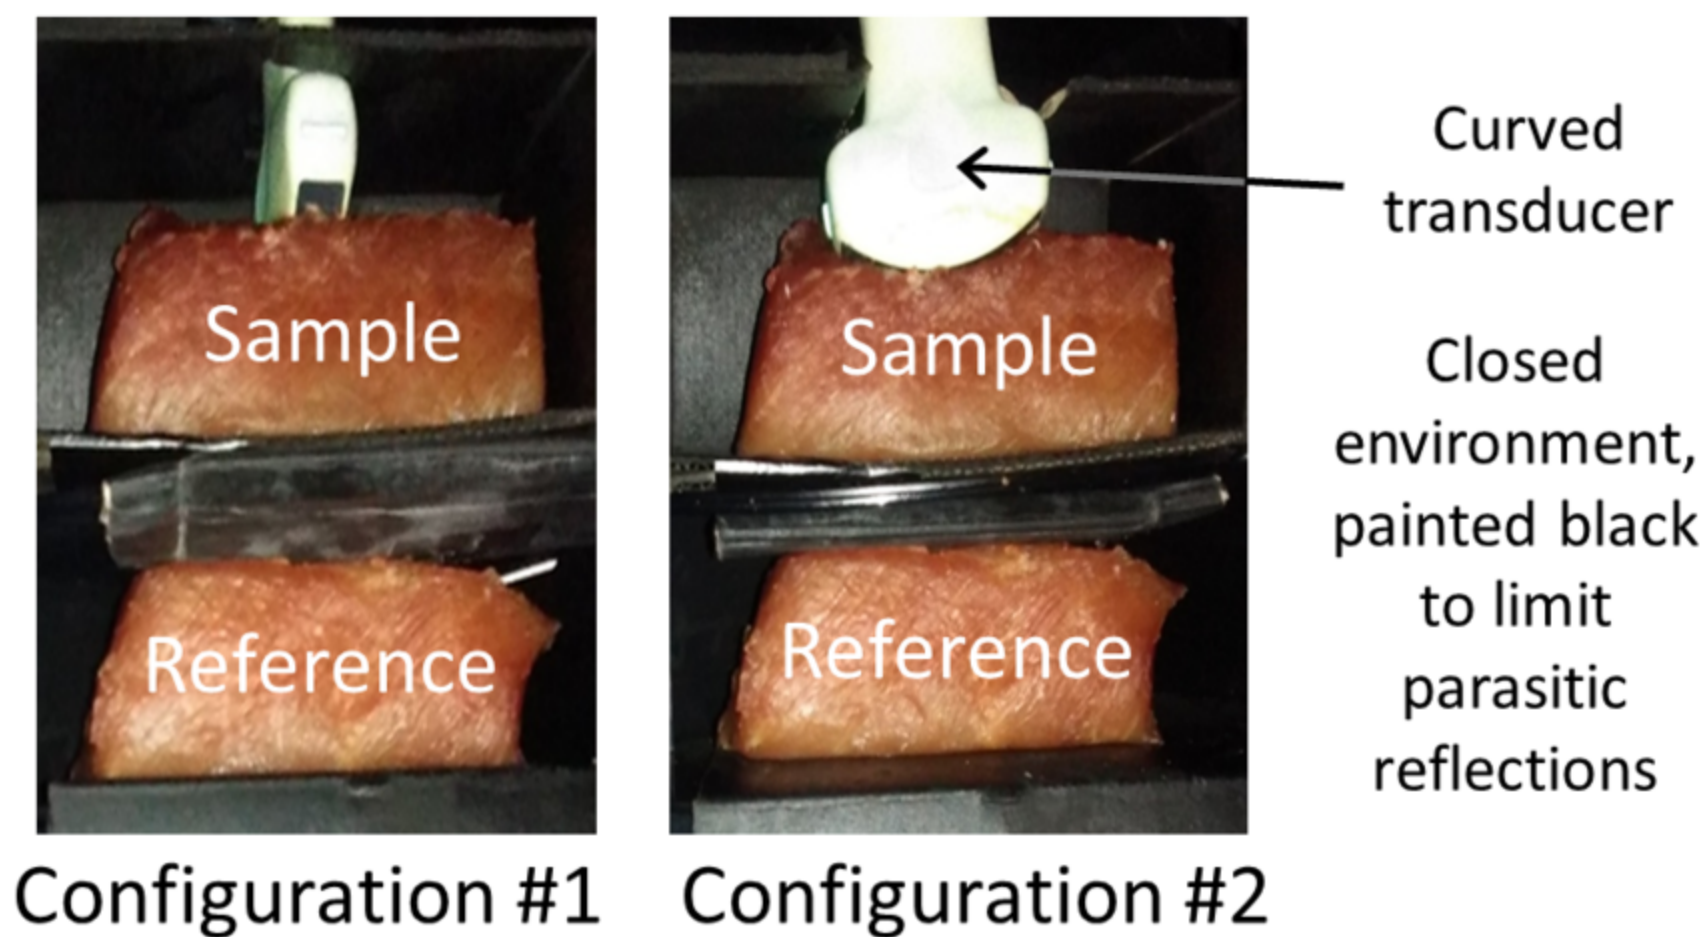 Sample
Reference
Configuration #1
Sample
Reference
Configuration #2
Curved
transducer
Closed
environment,
painted black
to limit
parasitic
reflections